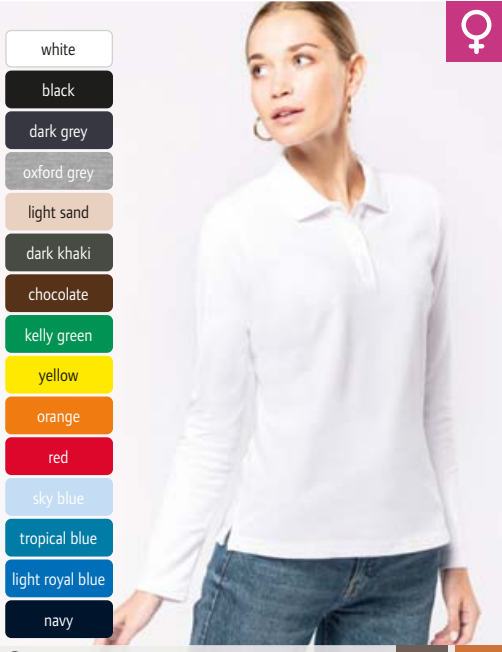 white
black
dark grey
oxford grey
light sand
dark khaki
chocolate
kelly green
yellow
orange
red
sky blue
tropical blue
light royal blue
navy